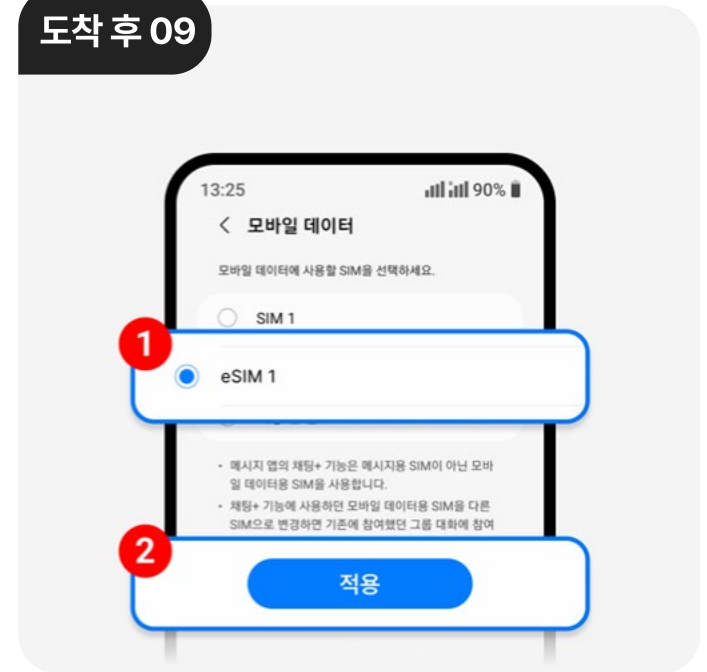 도착 후 09
13:25 90%
모바일 데이터
모바일 데이터에 사용할 SIM을 선택하세요.
SIM 1
1
eSIM 1
• 메시지 앱의 채팅+ 기능은 메시지용 SIM이 아닌 모바
일 데이터용 SIM을 사용합니다.
• 채팅+ 기능에 사용하던 모바일 데이터용 SIM을 다른
SIM으로 변경하면 기존에 참여했던 그룹 대화에 참여
2
적용